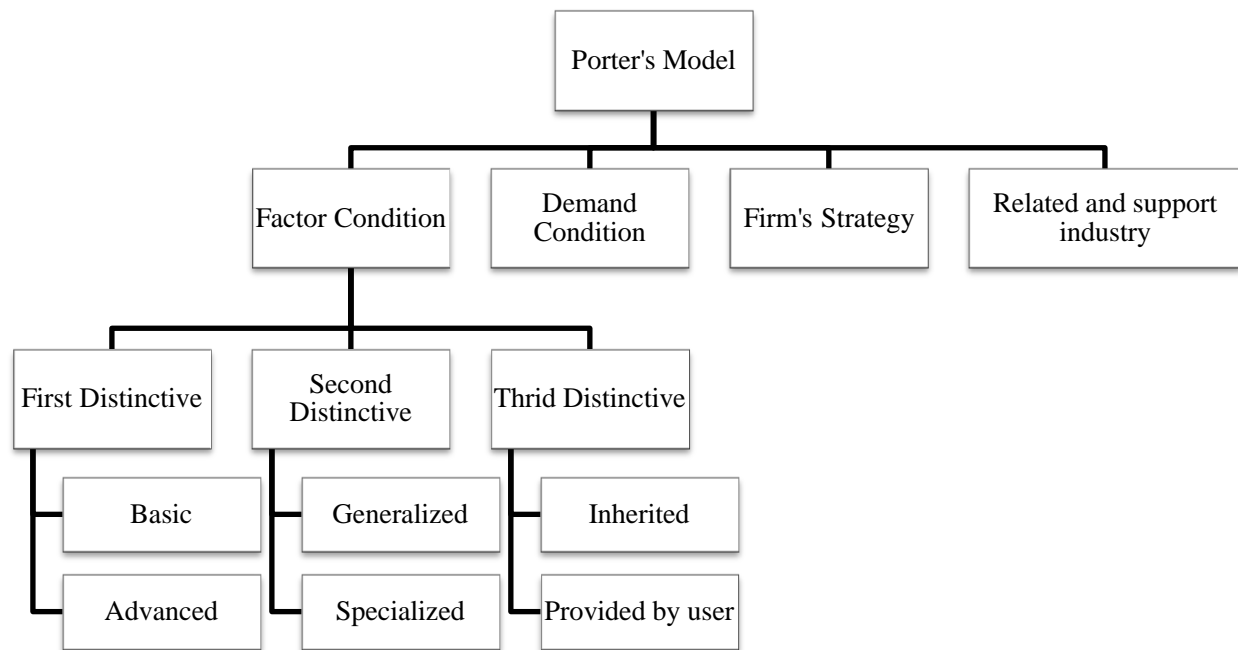 Porter's Model
Factor Condition
Demand
Condition
Firm's Strategy
Related and support
industry
First Distinctive
Second
Distinctive
Thrid Distinctive
Basic
Generalized
Inherited
Advanced
Specialized
Provided by user